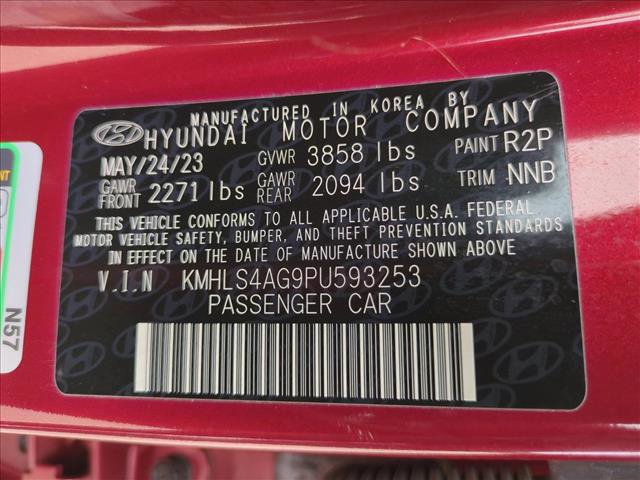 MANUFACTURED IN KOREA BY
HYUNDAI MOTOR COMPANY
MAY/24/23 GVWR 3858 lbs PAINT R2P
GAWR FRONT 2271 lbs GAWR REAR 2094 lbs TRIM NNB
THIS VEHICLE CONFORMS TO ALL APPLICABLE U.S.A. FEDERAL
MOTOR VEHICLE SAFETY, BUMPER, AND THEFT PREVENTION STANDARDS
IN EFFECT ON THE DATE OF MANUFACTURE SHOWN ABOVE
V.I.N KMHLS4AG9PU593253
PASSENGER CAR
N57